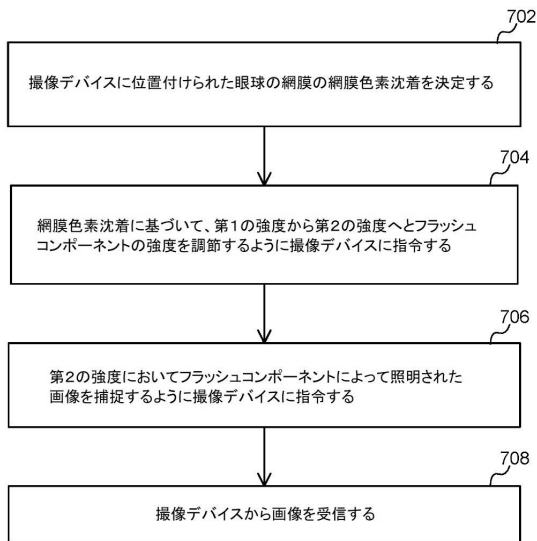 702
撮像デバイスに位置付けられた眼球の網膜の網膜色素沈着を決定する
704
網膜色素沈着に基づいて、第1の強度から第2の強度へとフラッシュ
コンポーネントの強度を調節するように撮像デバイスに指令する
706
第2の強度においてフラッシュコンポーネントによって照明された
画像を捕捉するように撮像デバイスに指令する
708
撮像デバイスから画像を受信する